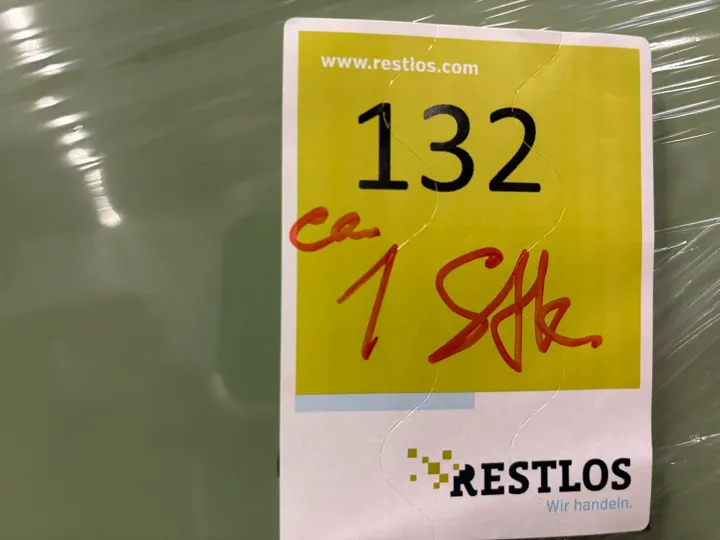 www.restlos.com
132
ca.
1 Stk
RESTLOS
Wir handeln.